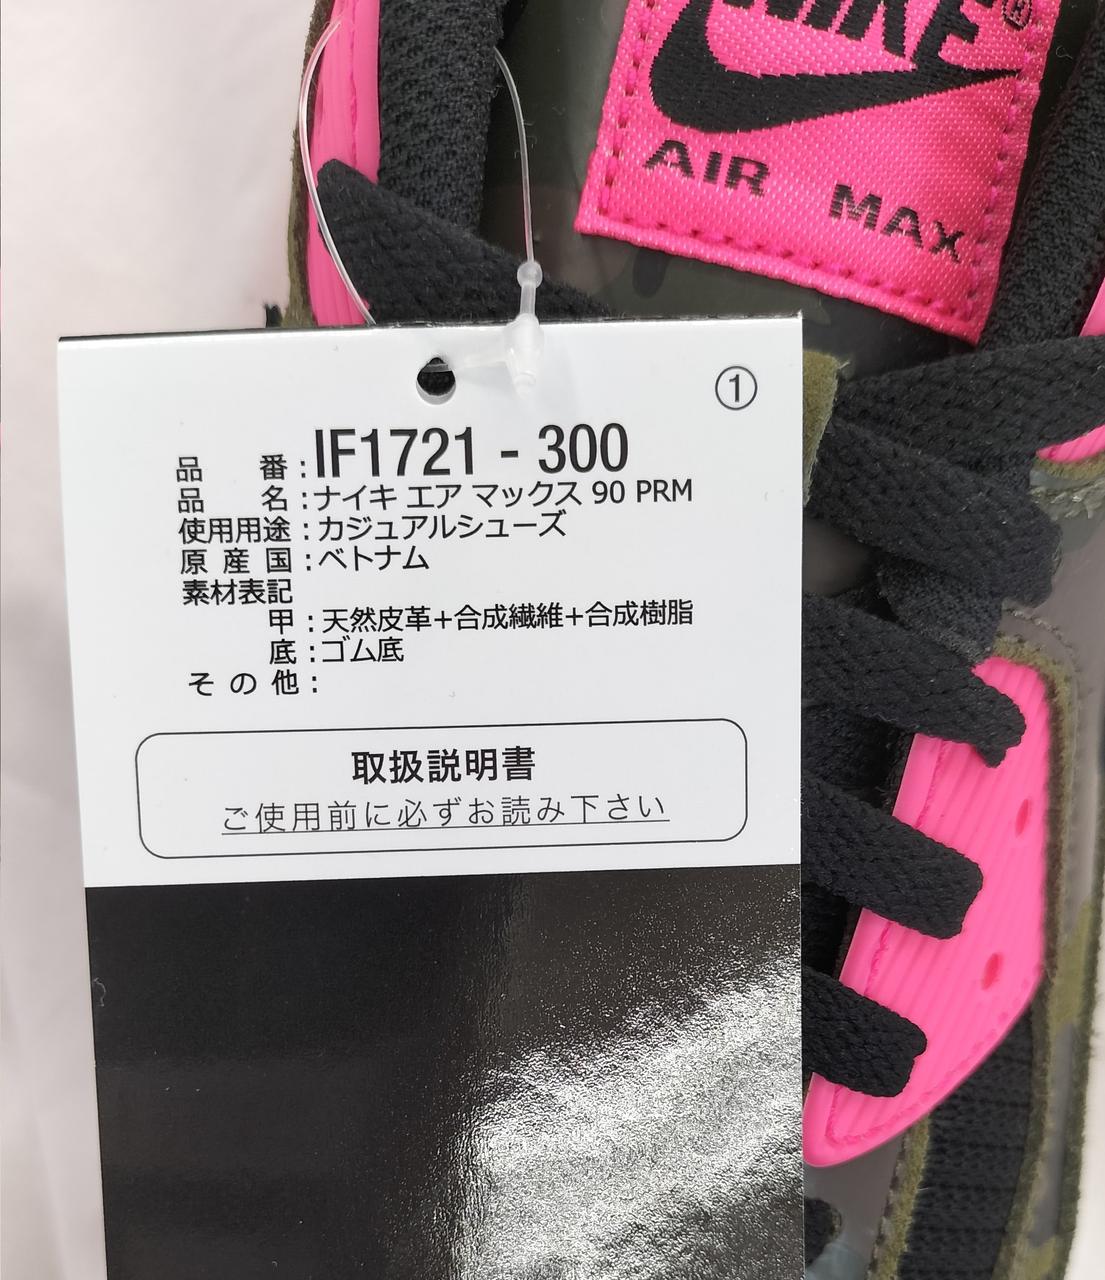 NIKE®
AIR MAX
①
品 番 : IF1721 - 300
品 名 : ナイキ エア マックス 90 PRM
使用用途 : カジュアルシューズ
原 産 国 : ベトナム
素材表記
甲 : 天然皮革+合成繊維+合成樹脂
底 : ゴム底
そ の 他 :
取扱説明書
ご使用前に必ずお読み下さい